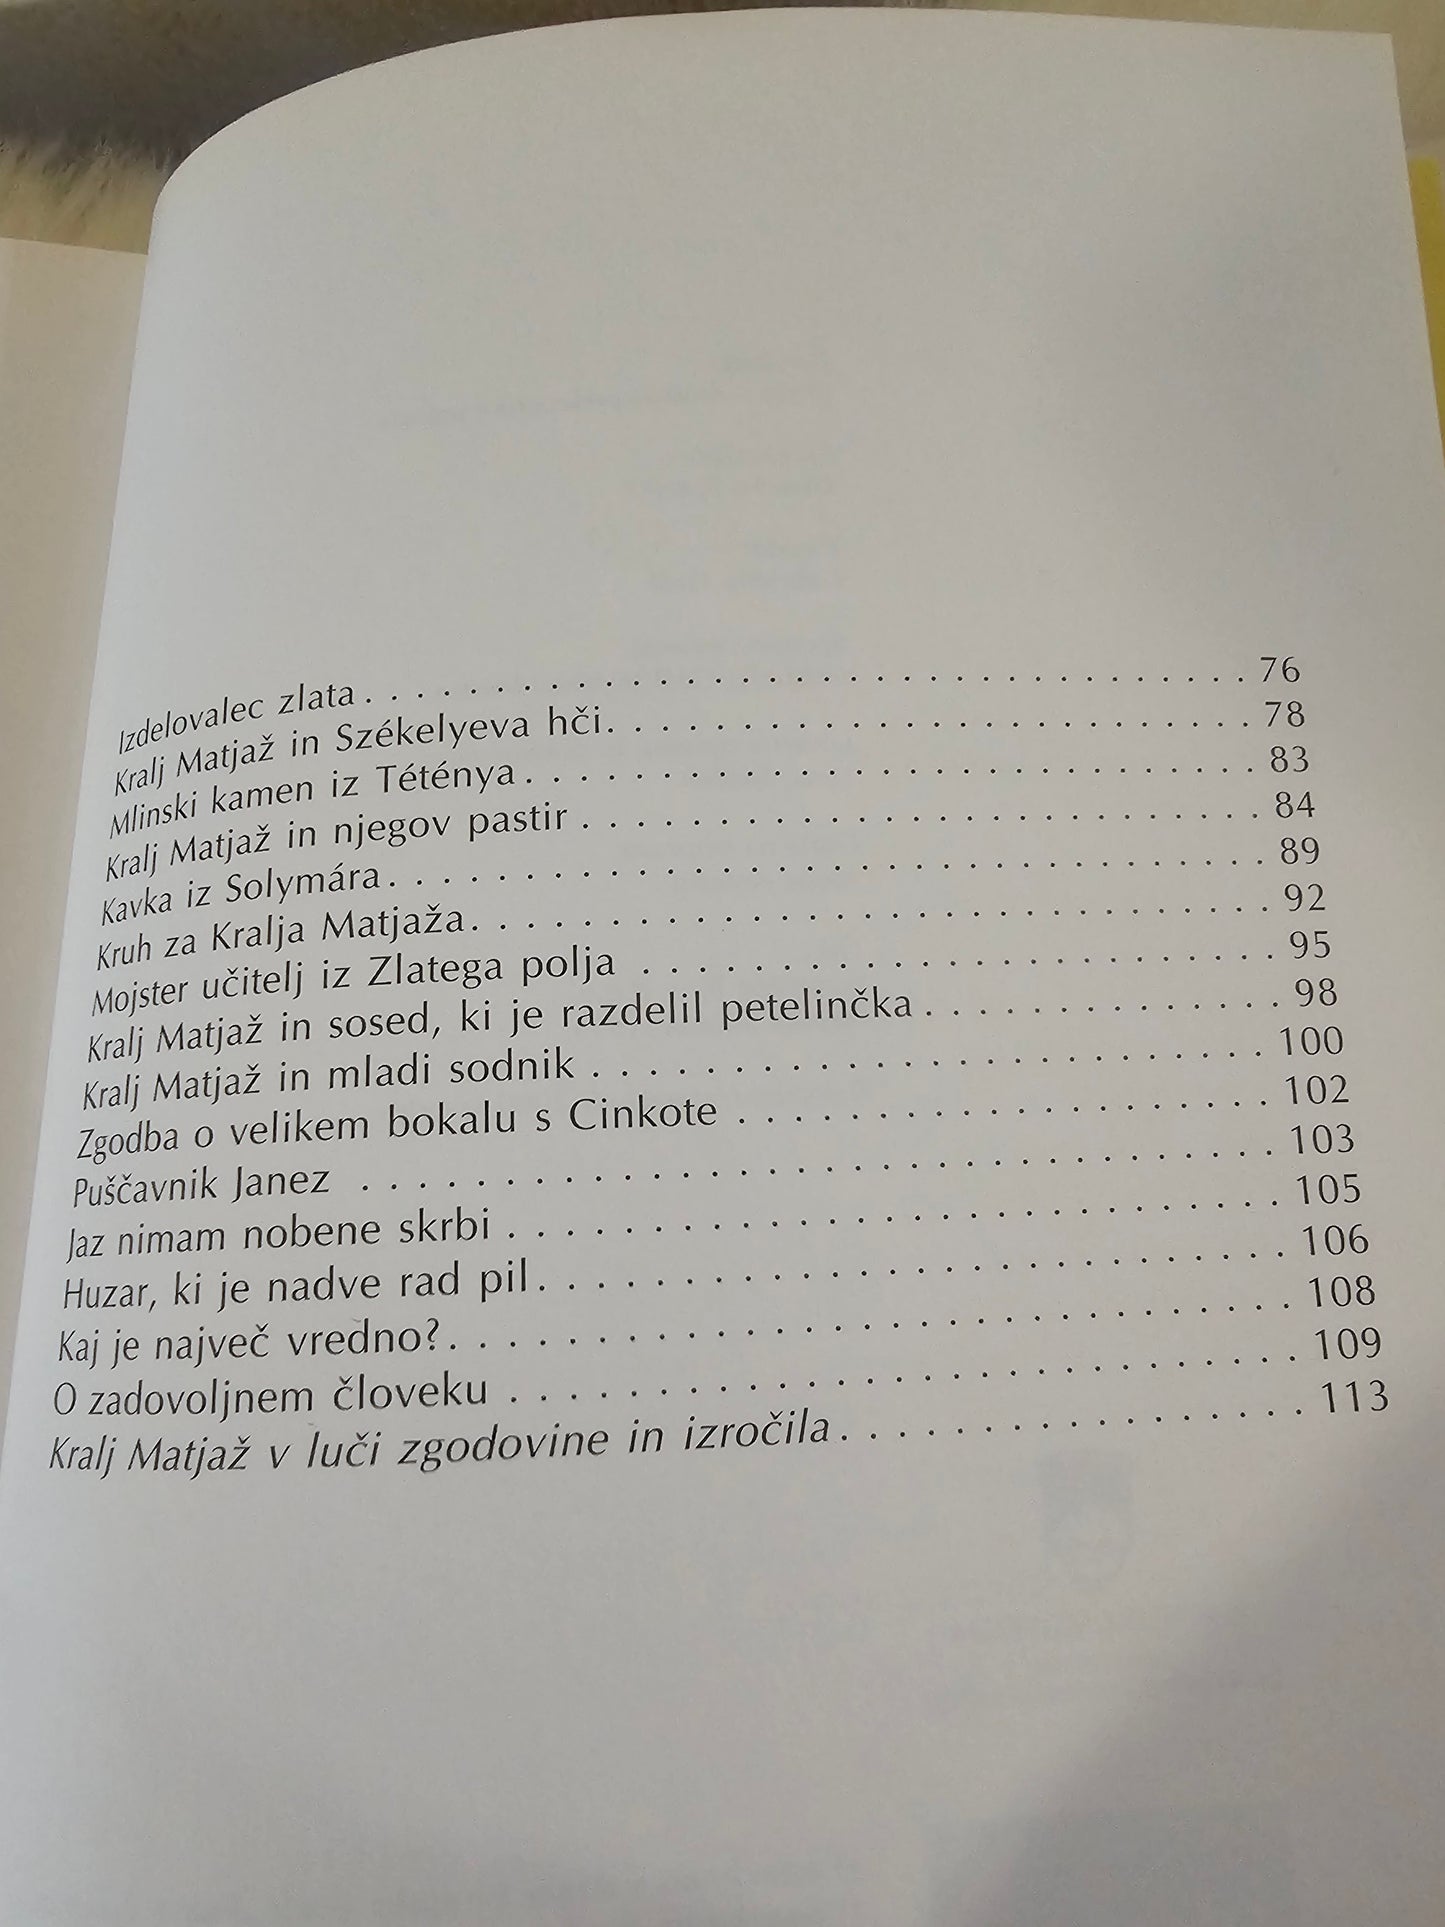 Izdelovalec zlata . . . . . . . . . . . . . . . . . . . . . . . . . . . . . . . . . 76
Kralj Matjaž in Székelyeva hči. . . . . . . . . . . . . . . . . . . . . . . . 78
Mlinski kamen iz Téténya . . . . . . . . . . . . . . . . . . . . . . . . . . . 83
Kralj Matjaž in njegov pastir . . . . . . . . . . . . . . . . . . . . . . . . . 84
Kavka iz Solymára . . . . . . . . . . . . . . . . . . . . . . . . . . . . . . . . 89
Kruh za Kralja Matjaža. . . . . . . . . . . . . . . . . . . . . . . . . . . . . 92
Mojster učitelj iz Zlatega polja . . . . . . . . . . . . . . . . . . . . . . . 95
Kralj Matjaž in sosed, ki je razdelil petelinčka . . . . . . . . . . . . . 98
Kralj Matjaž in mladi sodnik . . . . . . . . . . . . . . . . . . . . . . . . 100
Zgodba o velikem bokalu s Cinkote . . . . . . . . . . . . . . . . . . . 102
Puščavnik Janez . . . . . . . . . . . . . . . . . . . . . . . . . . . . . . . . 103
Jaz nimam nobene skrbi . . . . . . . . . . . . . . . . . . . . . . . . . . . 105
Huzar, ki je nadve rad pil. . . . . . . . . . . . . . . . . . . . . . . . . . 106
Kaj je največ vredno? . . . . . . . . . . . . . . . . . . . . . . . . . . . . . 108
O zadovoljnem človeku . . . . . . . . . . . . . . . . . . . . . . . . . . . 109
Kralj Matjaž v luči zgodovine in izročila . . . . . . . . . . . . . . . . 113